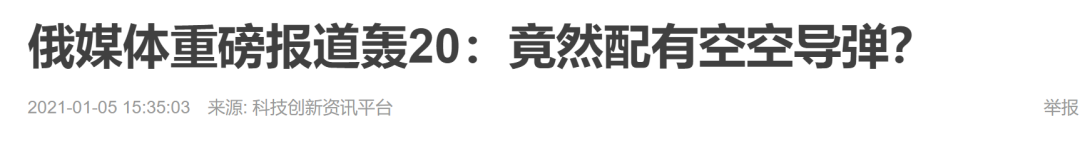 俄媒体重磅报道轰20：竟然配有空空导弹？
2021-01-05 15:35:03 来源: 科技创新资讯平台 举报